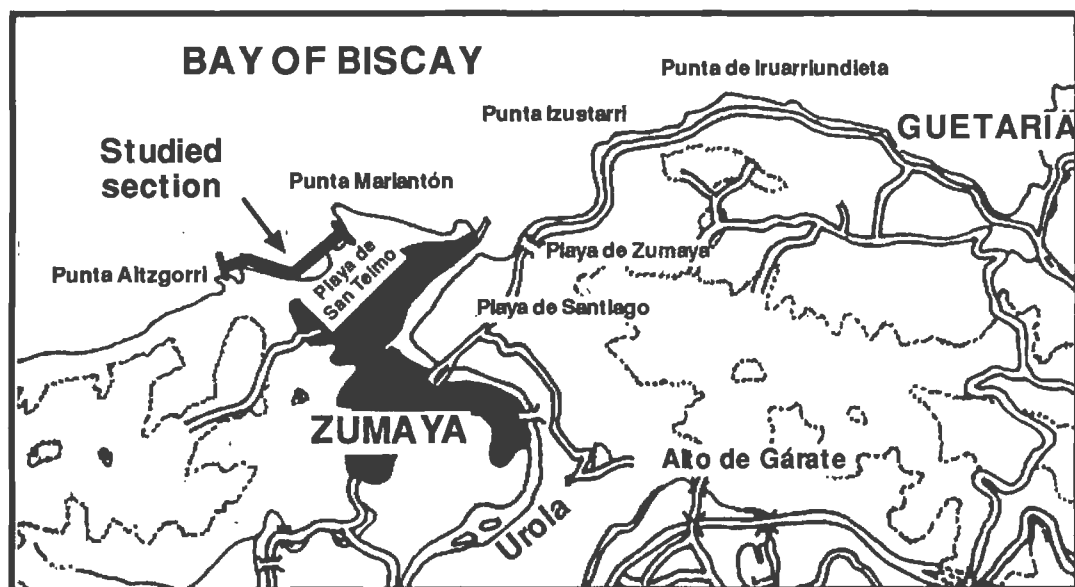 BAY OF BISCAY
Punta de Iruarriundieta
Punta Izustarri
GUETARIA
Studied
section
Punta Mariantón
Punta Aitzgorri
Playa de
San Telmo
Playa de Zumaya
Playa de Santiago
ZUMAYA
Alto de Gárate
Urola